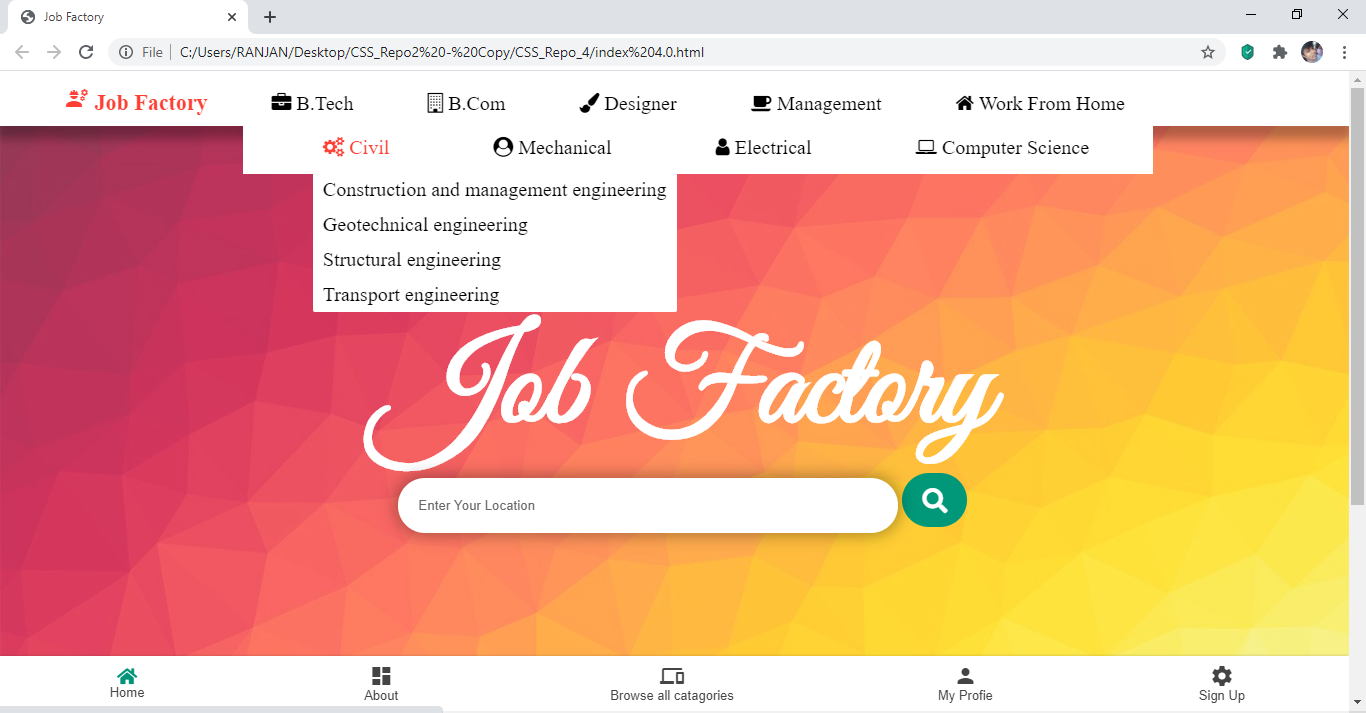 Job Factory
File C:/Users/RANJAN/Desktop/CSS_Repo2%20-%20Copy/CSS_Repo_4/index%204.0.html
Job Factory B.Tech B.Com Designer Management Work From Home
Civil Mechanical Electrical Computer Science
Construction and management engineering
Geotechnical engineering
Structural engineering
Transport engineering
Job Factory
Enter Your Location
Home About Browse all catagories My Profie Sign Up